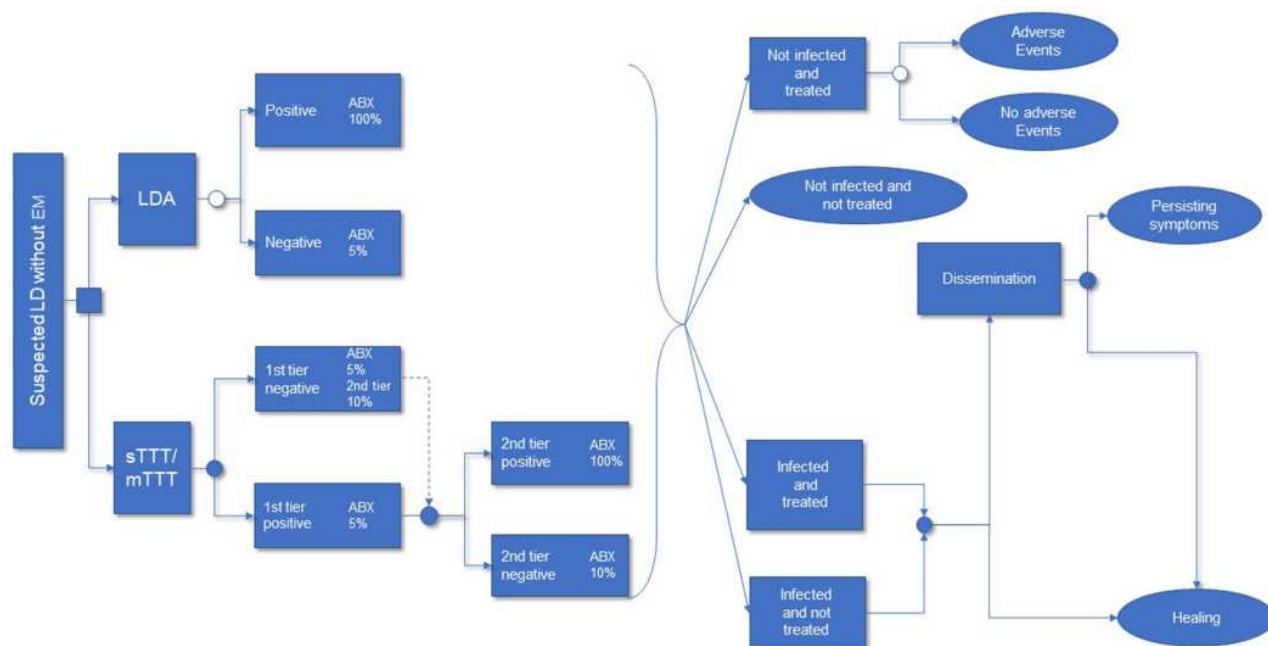 Suspected LD without EM
LDA
Positive
ABX
100%
Negative
ABX
5%
sTTT/
mTTT
1st tier
negative
ABX
5%
2nd tier
10%
1st tier
positive
ABX
5%
2nd tier
positive
ABX
100%
2nd tier
negative
ABX
10%
Not infected
and
treated
Adverse
Events
No adverse
Events
Not infected and
not treated
Persisting
symptoms
Dissemination
Infected
and
treated
Infected
and not
treated
Healing